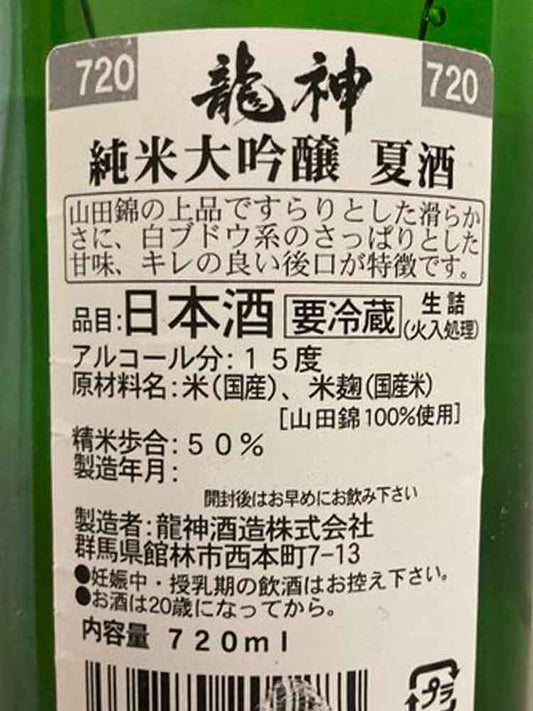 720 龍神 720
純米大吟醸 夏酒
山田錦の上品ですらりとした滑らか
さに、白ブドウ系のさっぱりとした
甘味、キレの良い後口が特徴です。
品目:日本酒 要冷蔵 生詰
(火入処理)
アルコール分:15度
原材料名:米(国産)、米麹(国産米)
[山田錦100%使用]
精米歩合:50%
製造年月:
開封後はお早めにお飲み下さい
製造者:龍神酒造株式会社
群馬県館林市西本町7-13
●妊娠中・授乳期の飲酒はお控え下さい。
●お酒は20歳になってから。
内容量 720ml
プラ